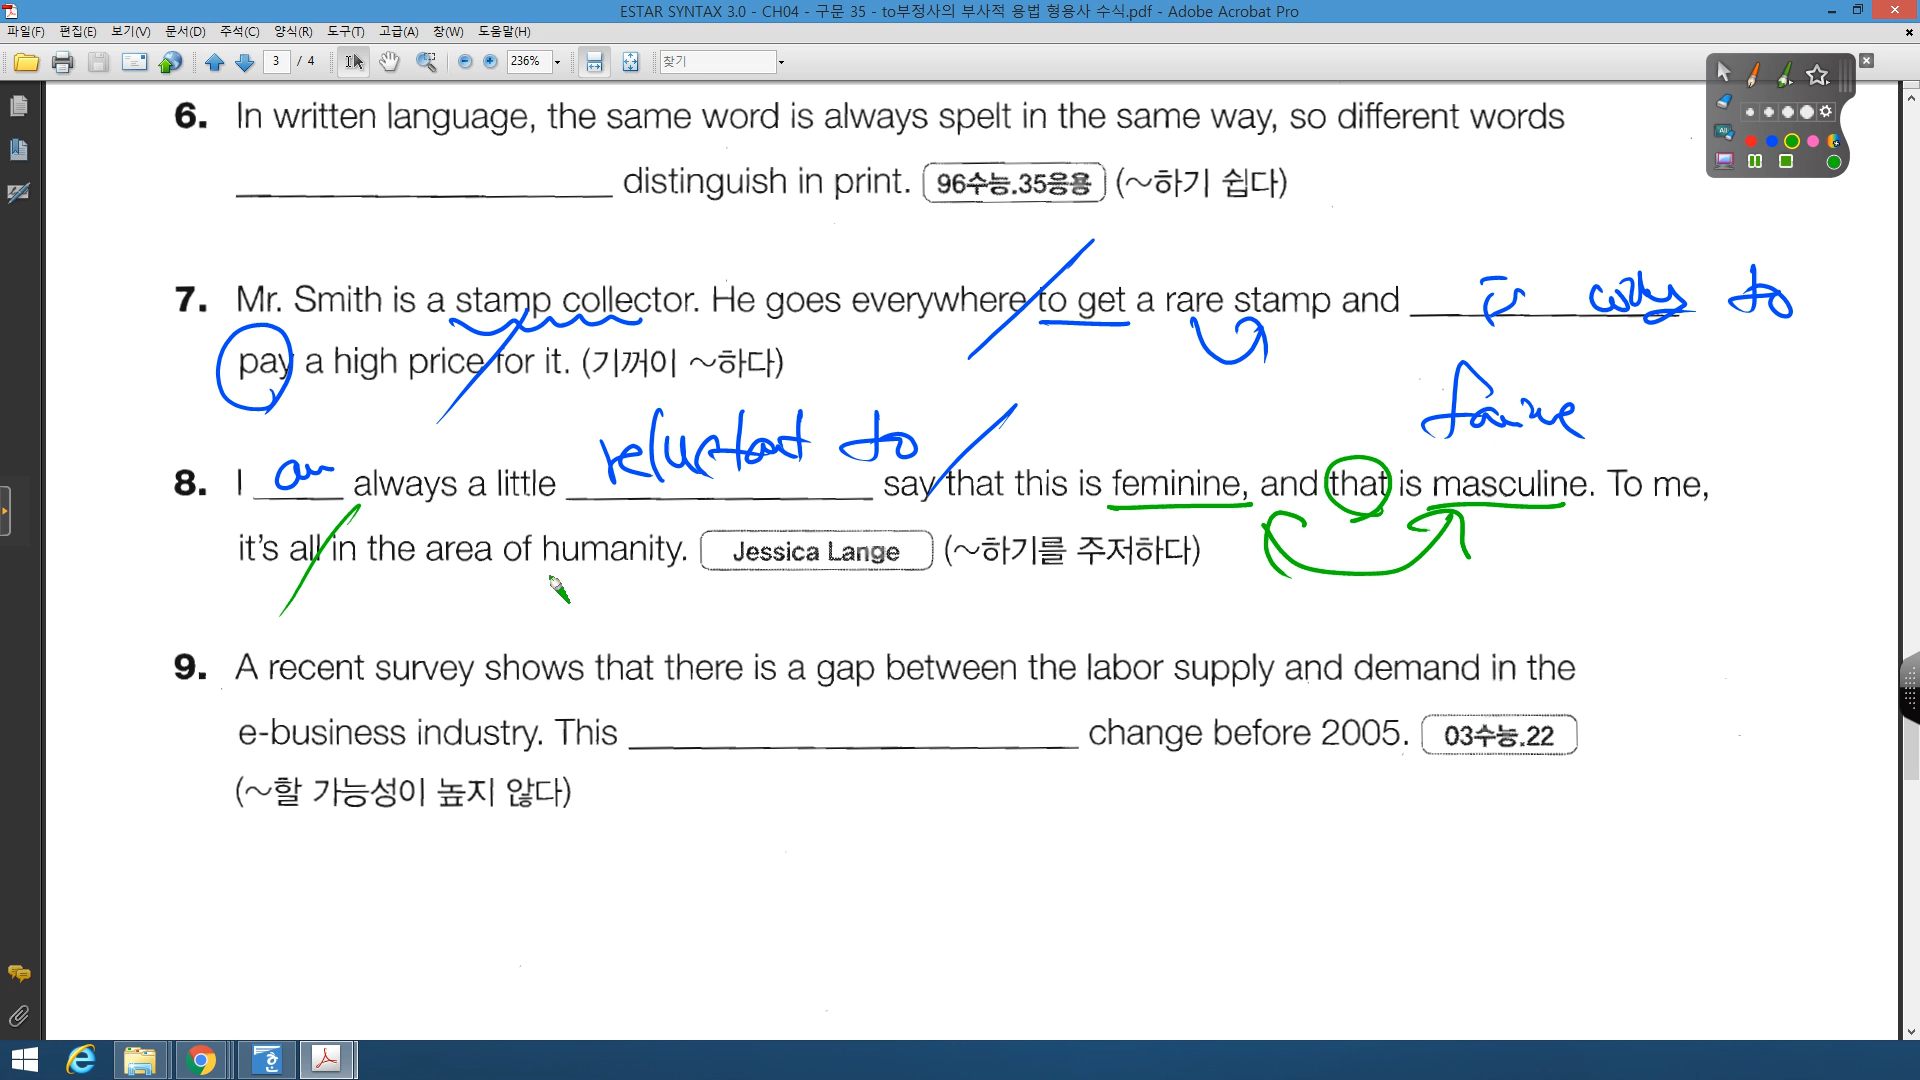 ESTAR SYNTAX 3.0 - CH04 - 구문 35 - to부정사의 부사적 용법 형용사 수식.pdf - Adobe Acrobat Pro
파일(F) 편집(E) 보기(V) 문서(D) 주석(C) 양식(R) 도구(T) 고급(A) 창(W) 도움말(H)
3 / 4 236% 찾기
6. In written language, the same word is always spelt in the same way, so different words
distinguish in print. 96수능.35응용 (~하기 쉽다)
7. Mr. Smith is a stamp collector. He goes everywhere to get a rare stamp and is to
pay a high price for it. (기꺼이 ~하다)
8. I am always a little reluctant to say that this is feminine, and that is masculine. To me,
it's all in the area of humanity. Jessica Lange (~하기를 주저하다)
9. A recent survey shows that there is a gap between the labor supply and demand in the
e-business industry. This change before 2005. 03수능.22
(~할 가능성이 높지 않다)